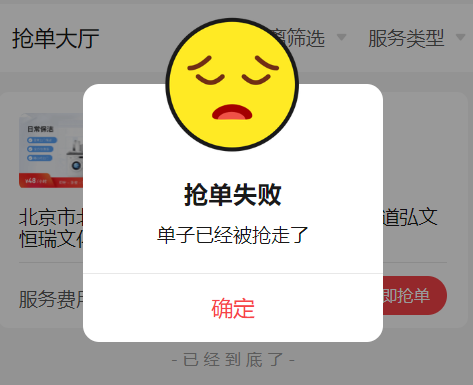 抢单大厅
筛选
服务类型
日常保洁
抢单失败
单子已经被抢走了
北京市
道弘文
恒瑞文
服务费用
即抢单
确定
-已经到底了-